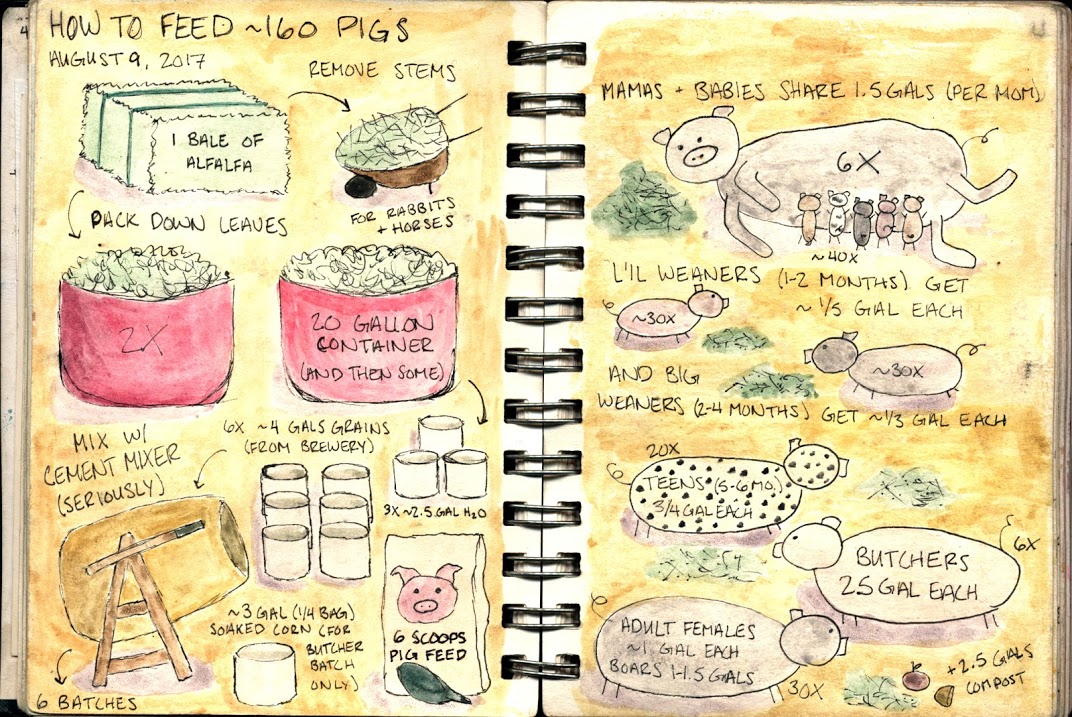 HOW TO FEED ~160 PIGS
AUGUST 9, 2017
REMOVE STEMS
1 BALE OF
ALFALFA
FOR RABBITS
+ HORSES
PACK DOWN LEAVES
2X
20 GALLON
CONTAINER
(AND THEN SOME)
MIX W/
CEMENT MIXER
(SERIOUSLY)
6X ~4 GALS GRAINS
(FROM BREWERY)
3X ~2.5 GAL H2O
~3 GAL (1/4 BAG)
SOAKED CORN (FOR
BUTCHER
BATCH
ONLY)
6 SCOOPS
PIG FEED
6 BATCHES
MAMAS + BABIES SHARE 1.5 GALS (PER MOM)
6X
~40X
L'IL WEANERS (1-2 MONTHS) GET
~1/5 GAL EACH
~30X
~30X
AND BIG
WEANERS (2-4 MONTHS) GET ~1/3 GAL EACH
20X
TEENS (5-6 MO.)
3/4 GAL EACH
BUTCHERS
2.5 GAL EACH
6X
ADULT FEMALES
~1 GAL EACH
BOARS 1-1.5 GALS
30X
+ 2.5 GALS
COMPOST